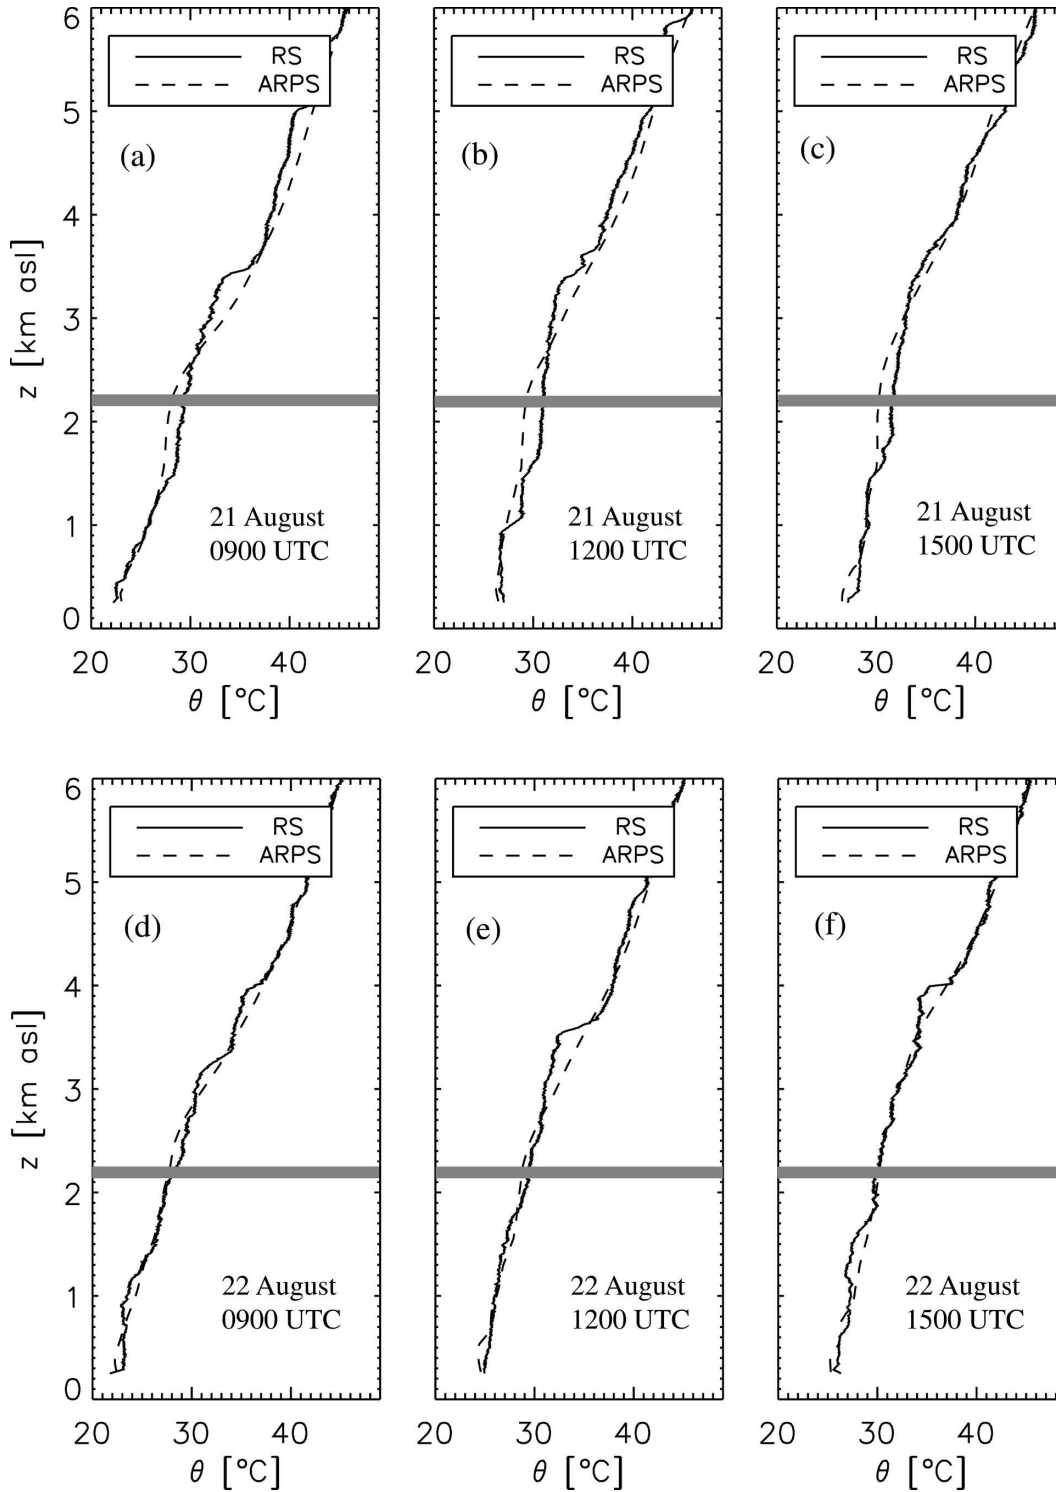 6
5
4
3
2
1
0
z [km asl]
RS
ARPS
(a)
21 August
0900 UTC
20 30 40
θ [°C]
RS
ARPS
(b)
21 August
1200 UTC
20 30 40
θ [°C]
RS
ARPS
(c)
21 August
1500 UTC
20 30 40
θ [°C]
6
5
4
3
2
1
0
z [km asl]
RS
ARPS
(d)
22 August
0900 UTC
20 30 40
θ [°C]
RS
ARPS
(e)
22 August
1200 UTC
20 30 40
θ [°C]
RS
ARPS
(f)
22 August
1500 UTC
20 30 40
θ [°C]